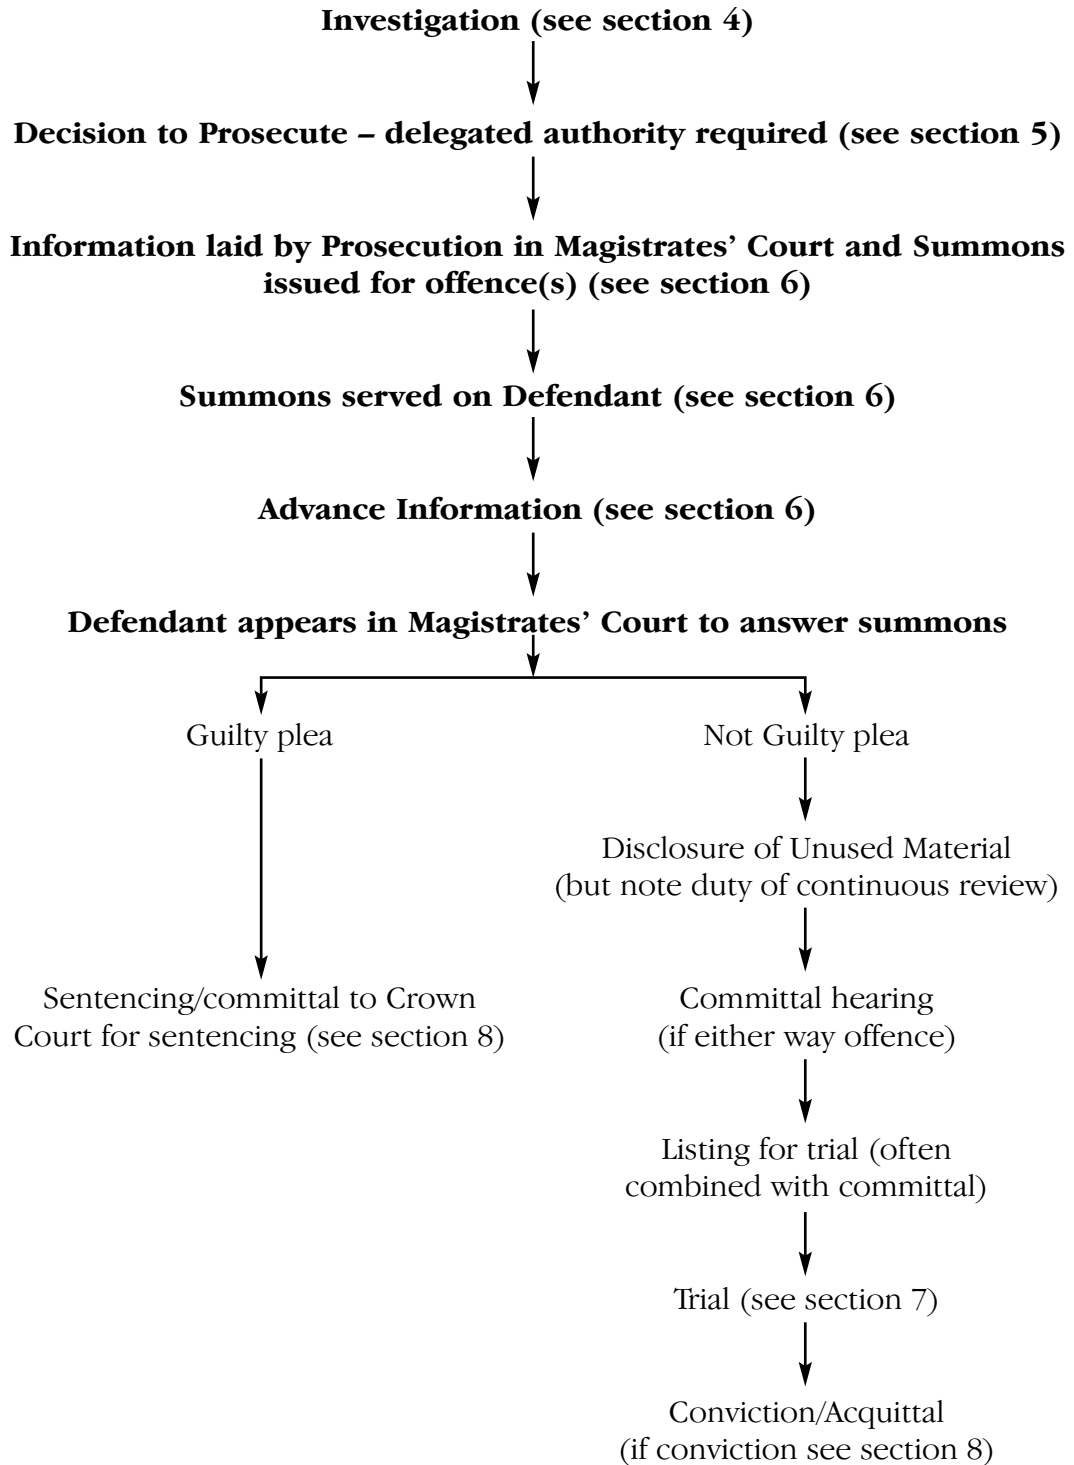 Investigation (see section 4)
Decision to Prosecute – delegated authority required (see section 5)
Information laid by Prosecution in Magistrates’ Court and Summons
issued for offence(s) (see section 6)
Summons served on Defendant (see section 6)
Advance Information (see section 6)
Defendant appears in Magistrates’ Court to answer summons
Guilty plea
Not Guilty plea
Disclosure of Unused Material
(but note duty of continuous review)
Sentencing/committal to Crown
Court for sentencing (see section 8)
Committal hearing
(if either way offence)
Listing for trial (often
combined with committal)
Trial (see section 7)
Conviction/Acquittal
(if conviction see section 8)